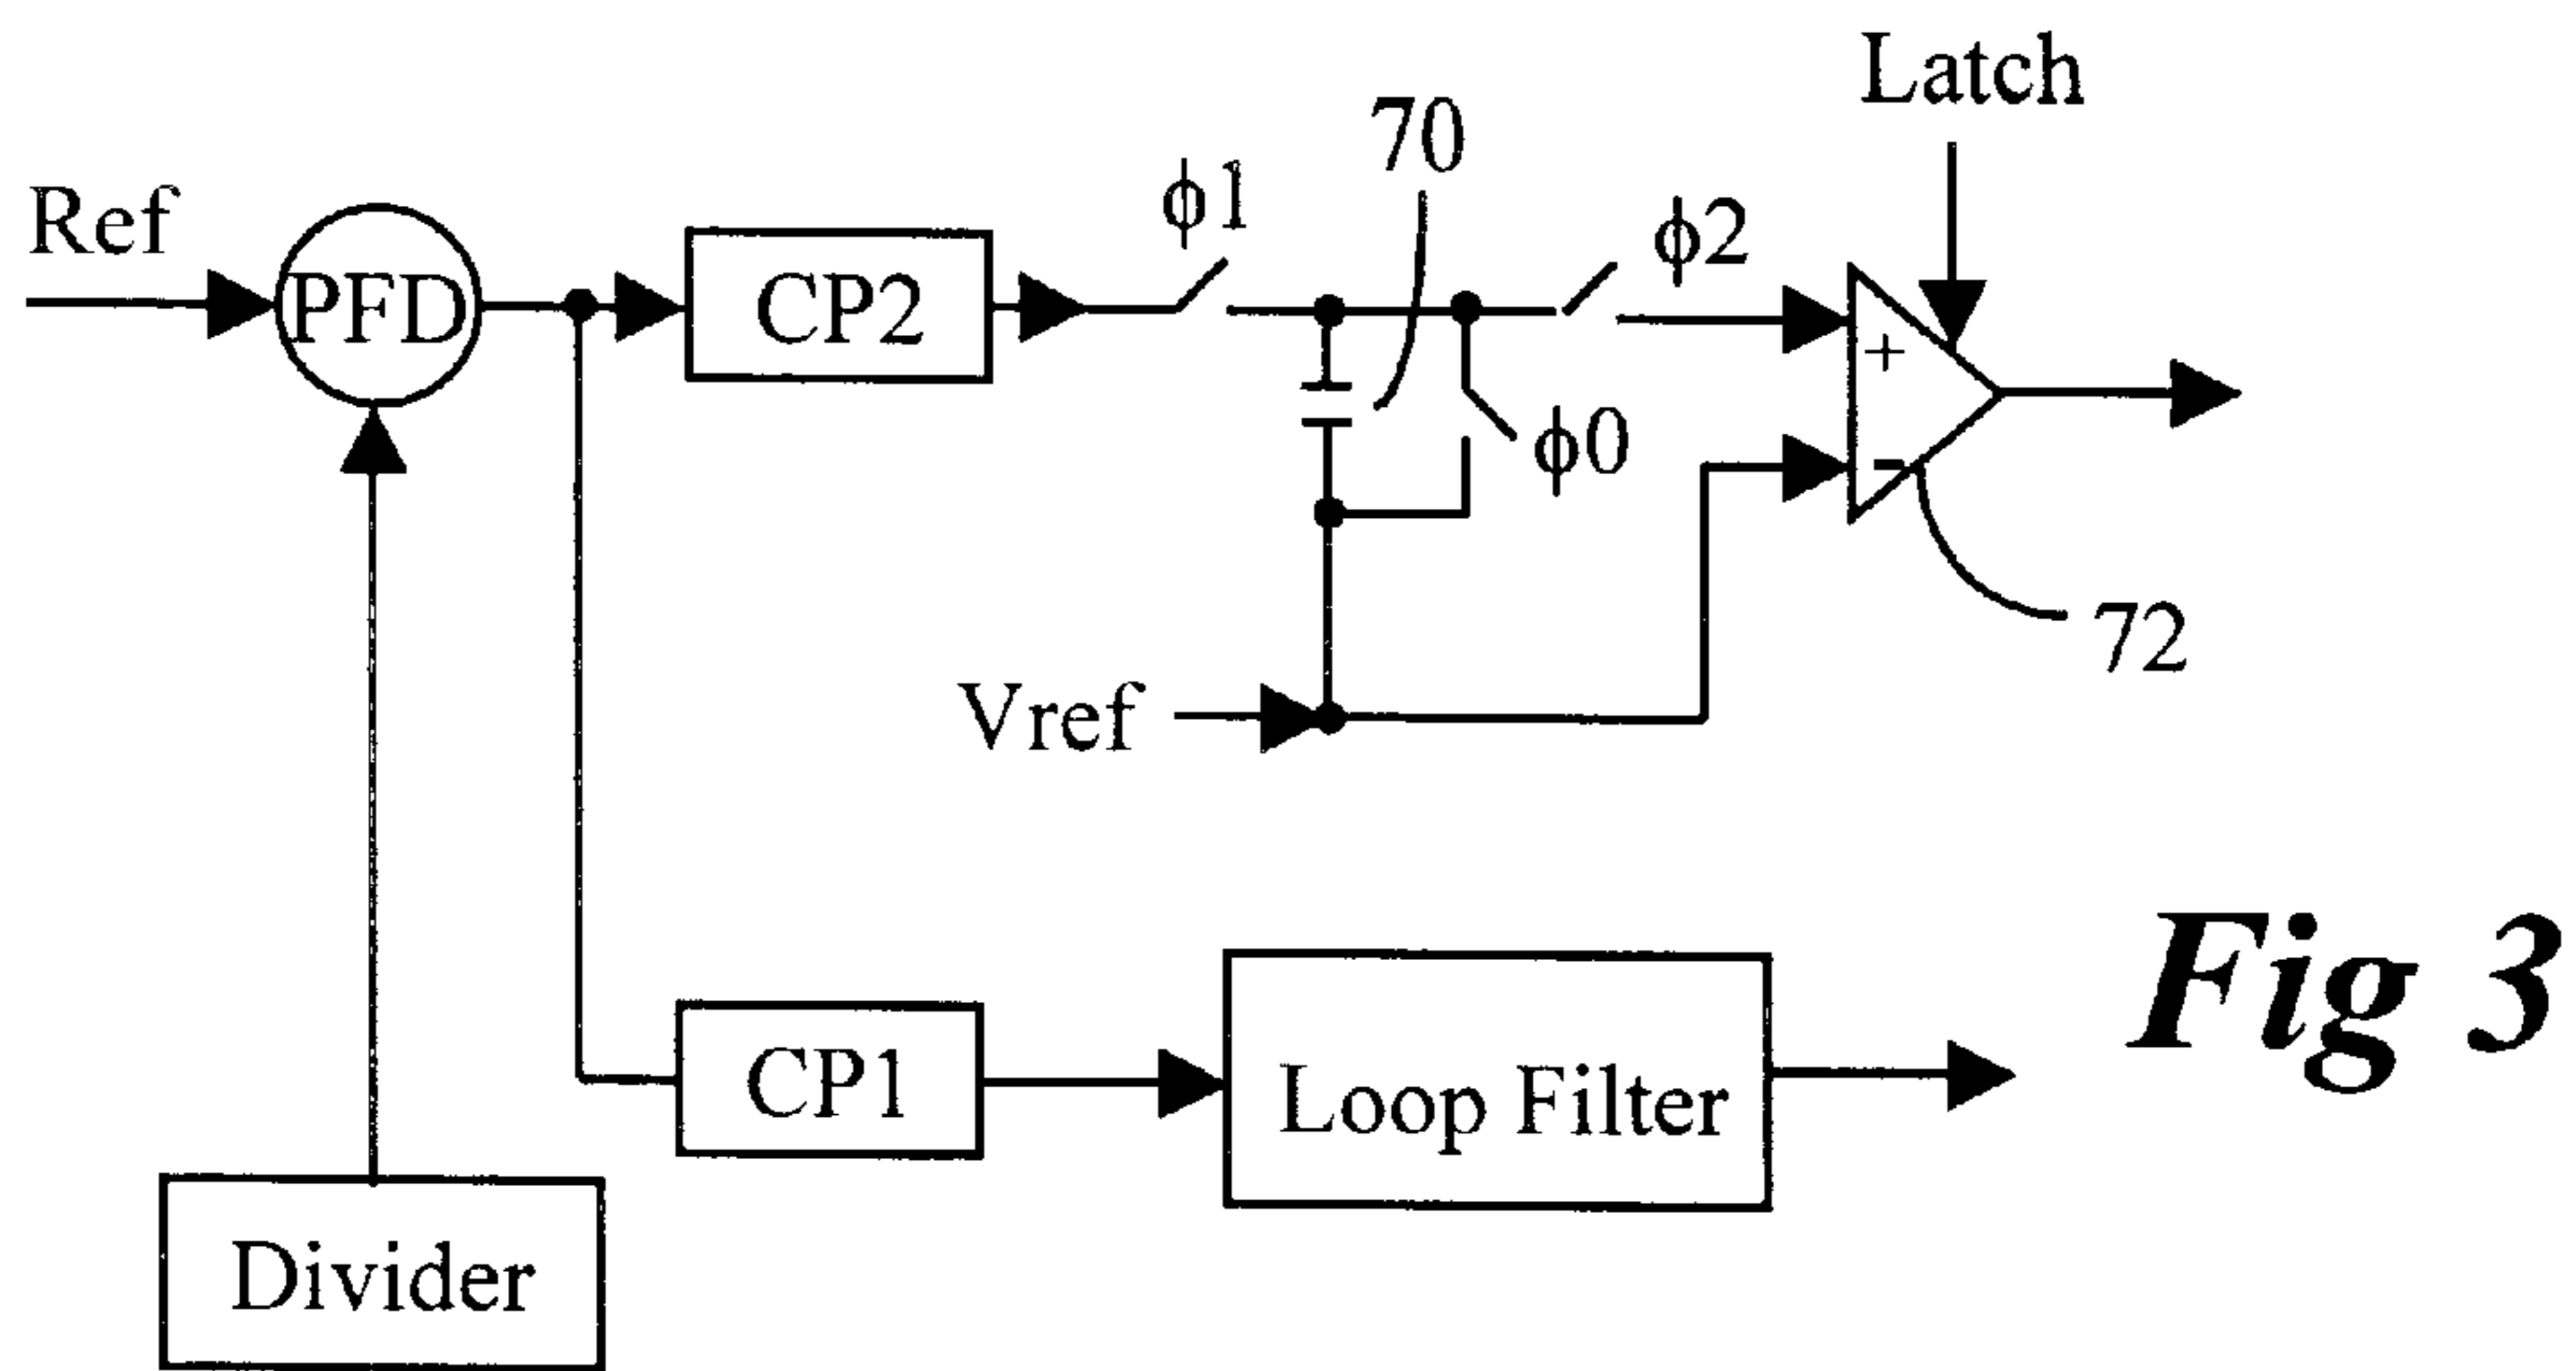 Latch
70
Ref
ϕ1
ϕ2
PFD
CP2
+
ϕ0
-
72
Vref
Fig 3
CP1
Loop Filter
Divider